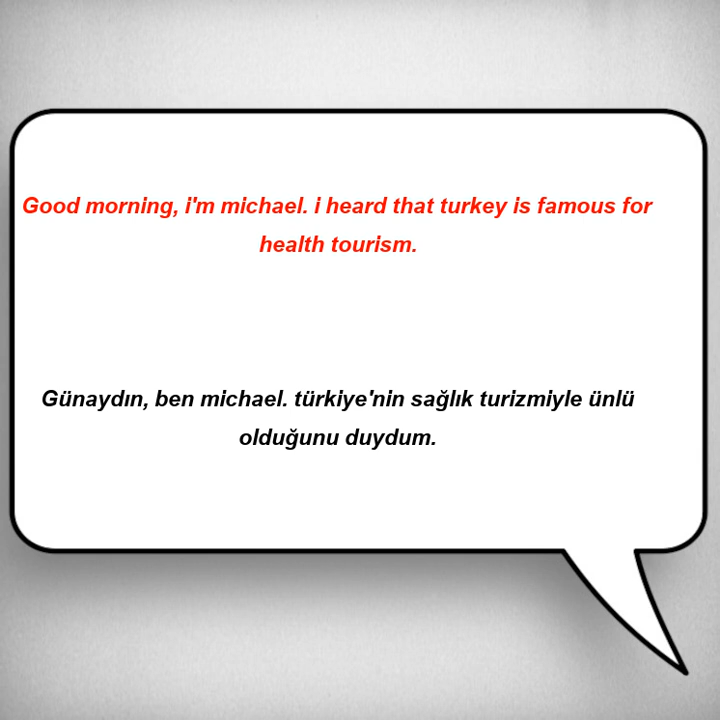 Good morning, i'm michael. i heard that turkey is famous for
health tourism.
Günaydın, ben michael. türkiye'nin sağlık turizmiyle ünlü
olduğunu duydum.